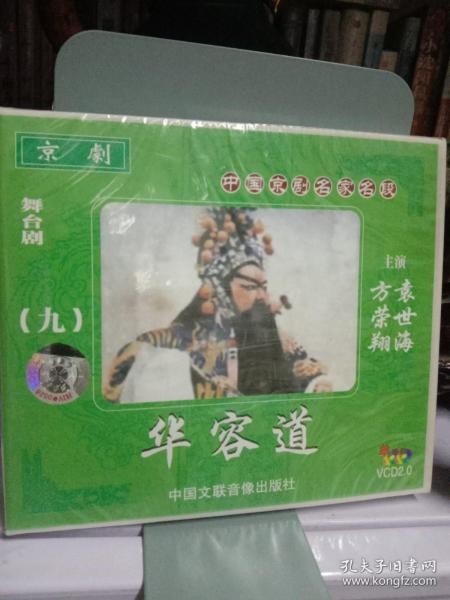 京劇
中国京剧名家名段
舞台剧
（九）
主演
袁世海
方荣翔
华容道
VCD2.0
中国文联音像出版社
孔夫子旧书网
www.kongfz.com